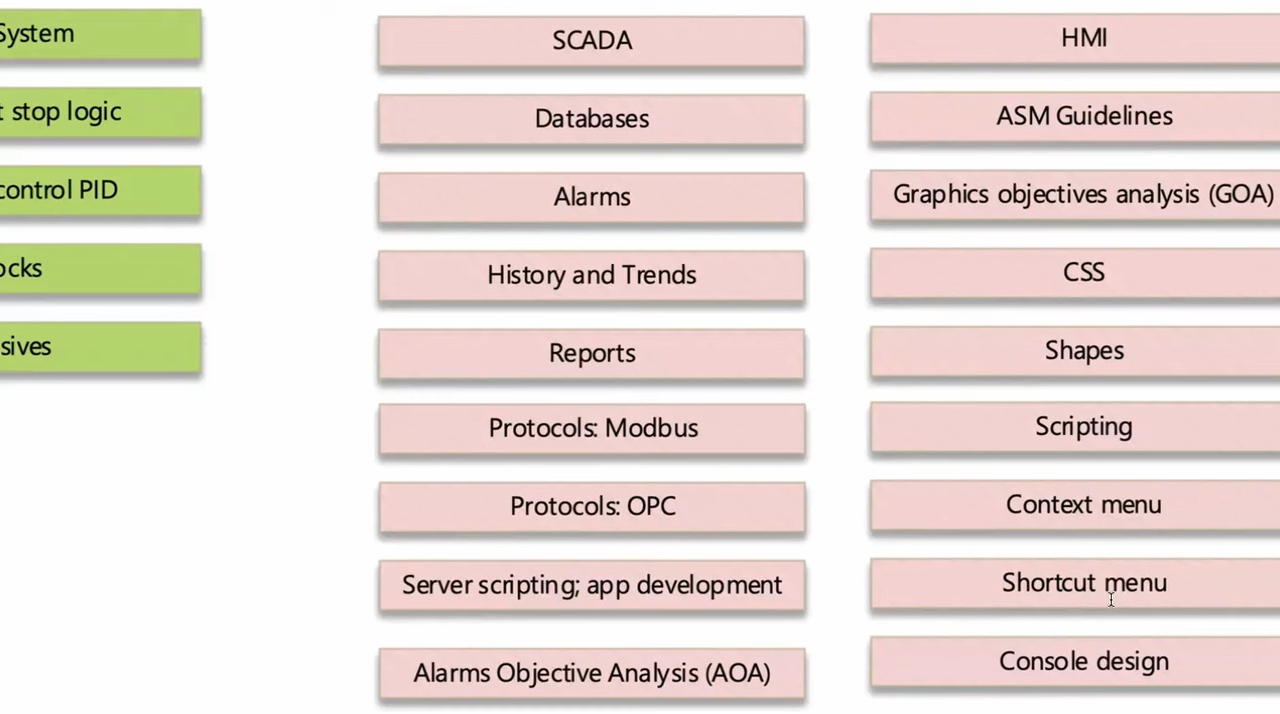 System
stop logic
control PID
SCADA
Databases
Alarms
History and Trends
Reports
Protocols: Modbus
Protocols: OPC
Server scripting; app development
Alarms Objective Analysis (AOA)
HMI
ASM Guidelines
Graphics objectives analysis (GOA)
CSS
Shapes
Scripting
Context menu
Shortcut menu
Console design